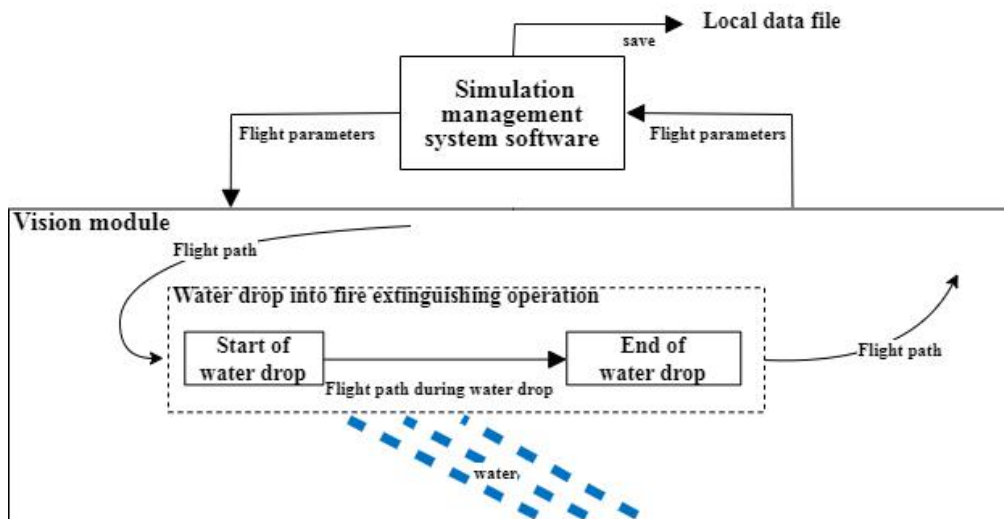 Local data file
save
Simulation
management
system software
Flight parameters
Flight parameters
Vision module
Flight path
Water drop into fire extinguishing operation
Start of
water drop
End of
water drop
Flight path
Flight path during water drop
water